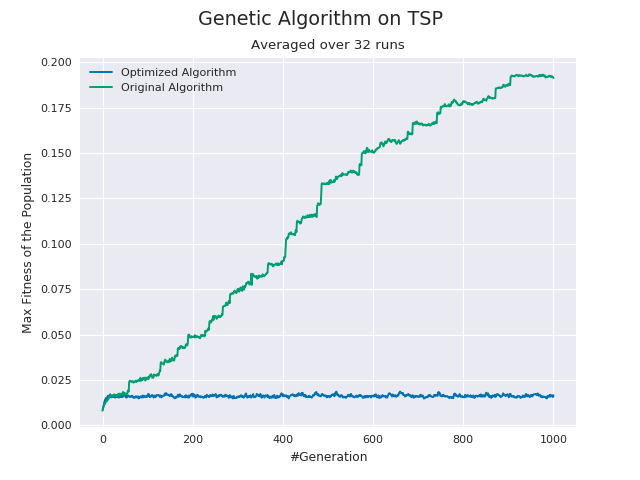 Genetic Algorithm on TSP
Averaged over 32 runs
Optimized Algorithm
Original Algorithm
Max Fitness of the Population
0.200
0.175
0.150
0.125
0.100
0.075
0.050
0.025
0.000
0 200 400 600 800 1000
#Generation